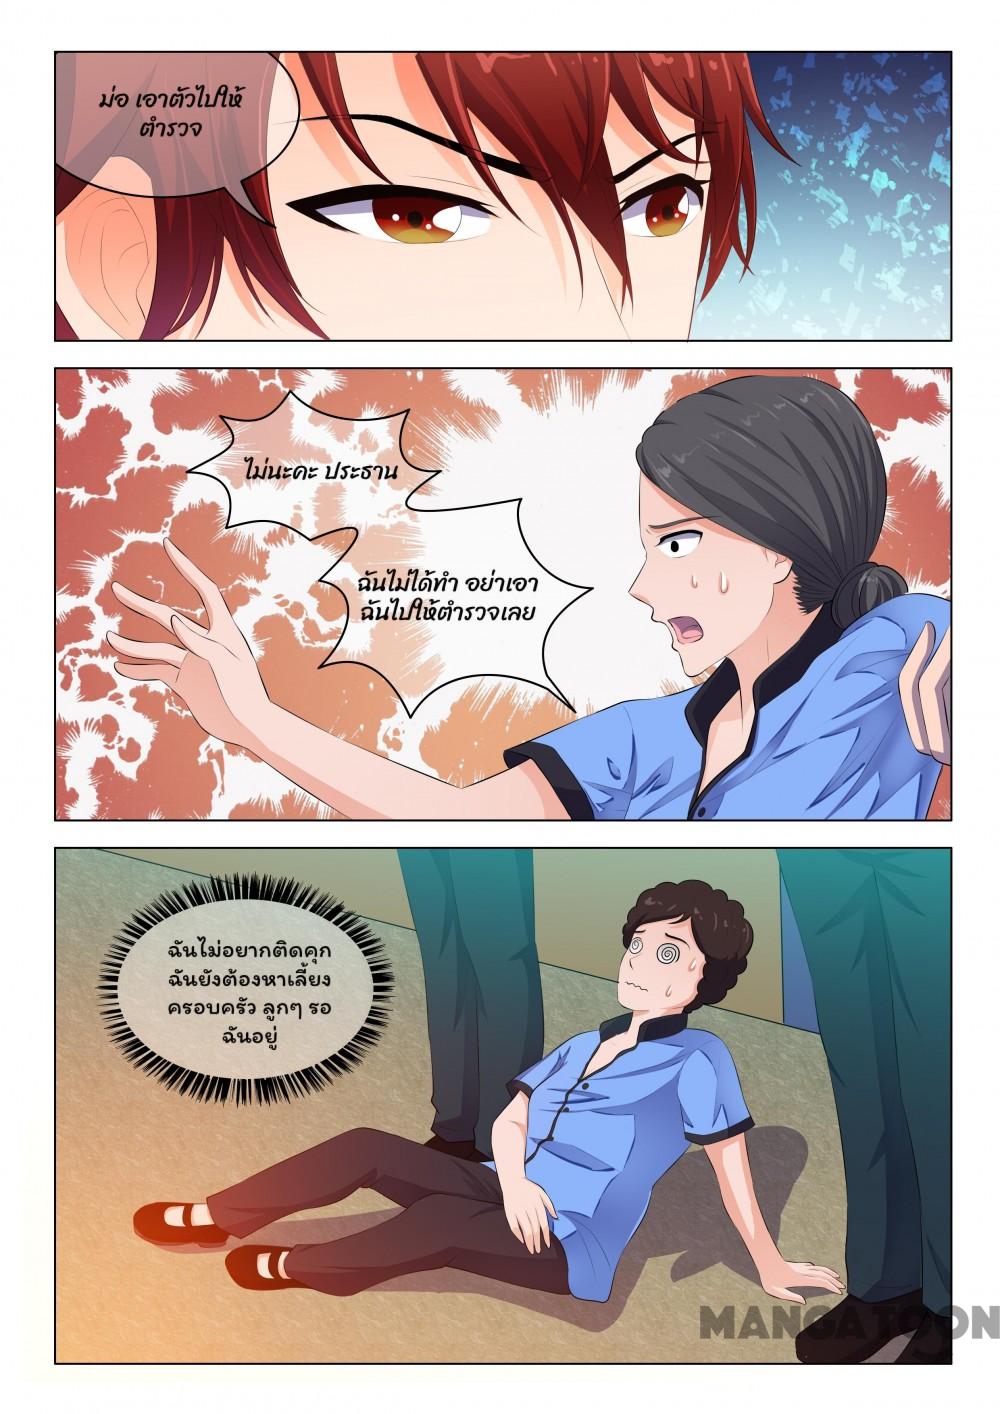 ม่อ เอาตัวไปให้
ตำรวจ
ไม่นะคะ ประธาน
ฉันไม่ได้ทำ อย่าเอา
ฉันไปให้ตำรวจเลย
ฉันไม่อยากติดคุก
ฉันยังต้องหาเลี้ยง
ครอบครัว ลูกๆ รอ
ฉันอยู่
MANGATOON